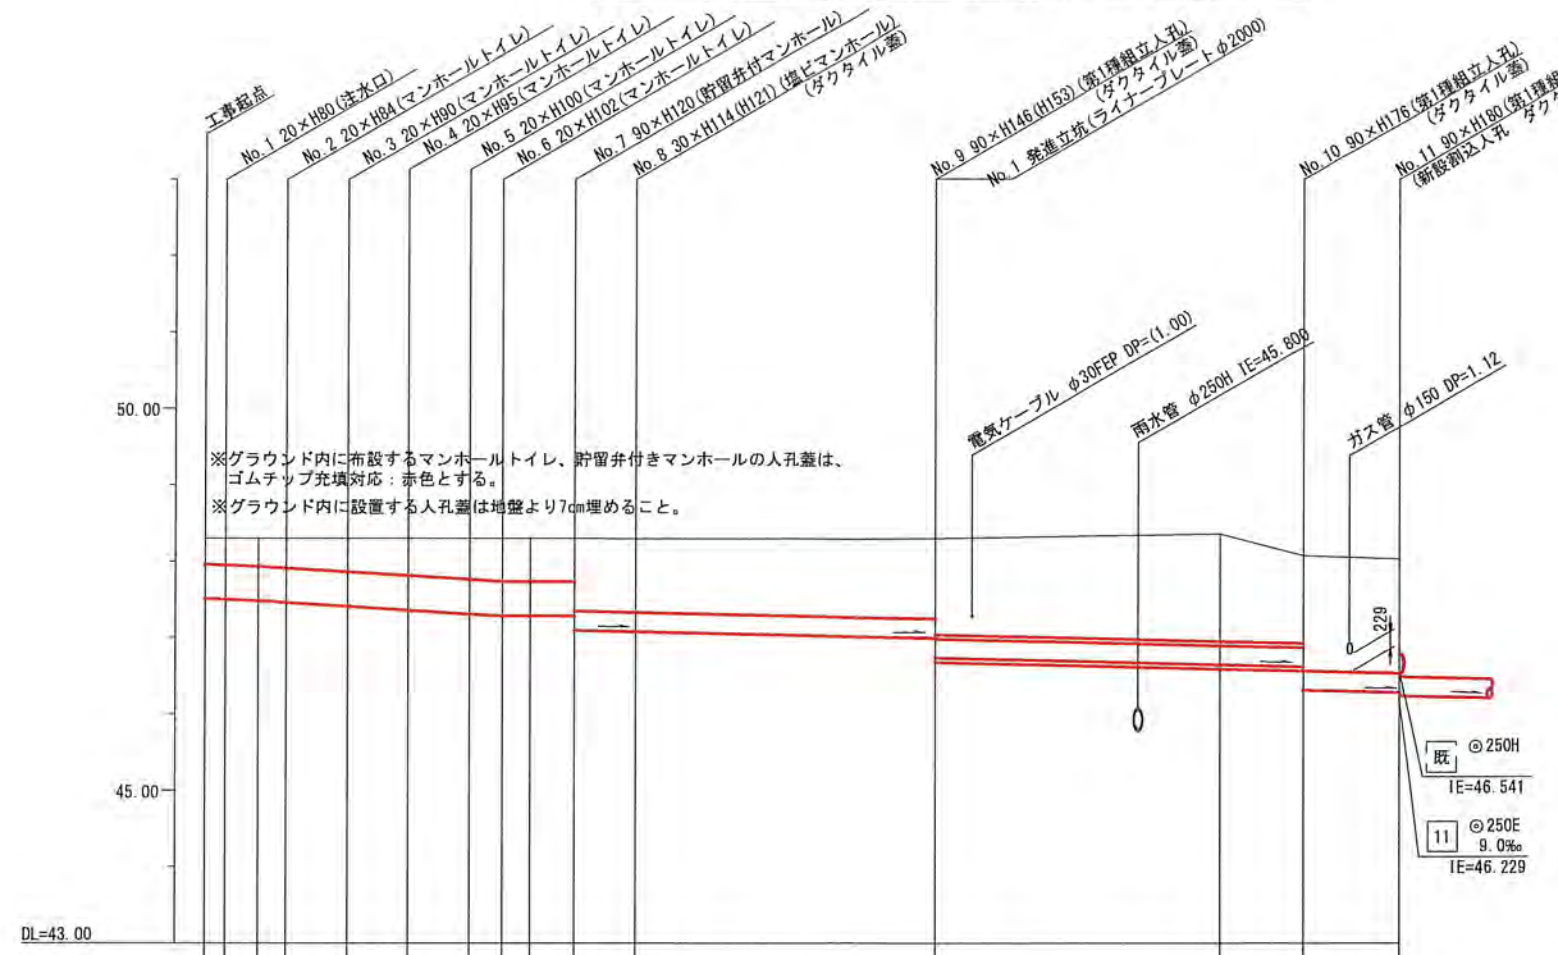 工事起点
No.1 20×H80(注水口)
No.2 20×H84(マンホールトイレ)
No.3 20×H90(マンホールトイレ)
No.4 20×H95(マンホールトイレ)
No.5 20×H100(マンホールトイレ)
No.6 20×H102(マンホールトイレ)
No.7 90×H120(貯留弁付マンホール)
No.8 30×H114(H121)(塩ビマンホール)
(ダクタイル蓋)
No.9 90×H146(H153)(第1種組立人孔)
(ダクタイル蓋)
No.1 発進立坑(ライナープレートφ2000)
No.10 90×H176(第1種組立人孔)
(ダクタイル蓋)
No.11 90×H180(第1種組
(新設割込人孔 ダク
50.00
電気ケーブル φ30FEP DP=(1.00)
雨水管 φ250H IE=45.800
ガス管 φ150 DP=1.12
※グラウンド内に布設するマンホールトイレ、貯留弁付きマンホールの人孔蓋は、
ゴムチップ充填対応：赤色とする。
※グラウンド内に設置する人孔蓋は地盤より7cm埋めること。
229
既 ◎250H
IE=46.541
45.00
11 ◎250E
9.0‰
IE=46.229
DL=43.00